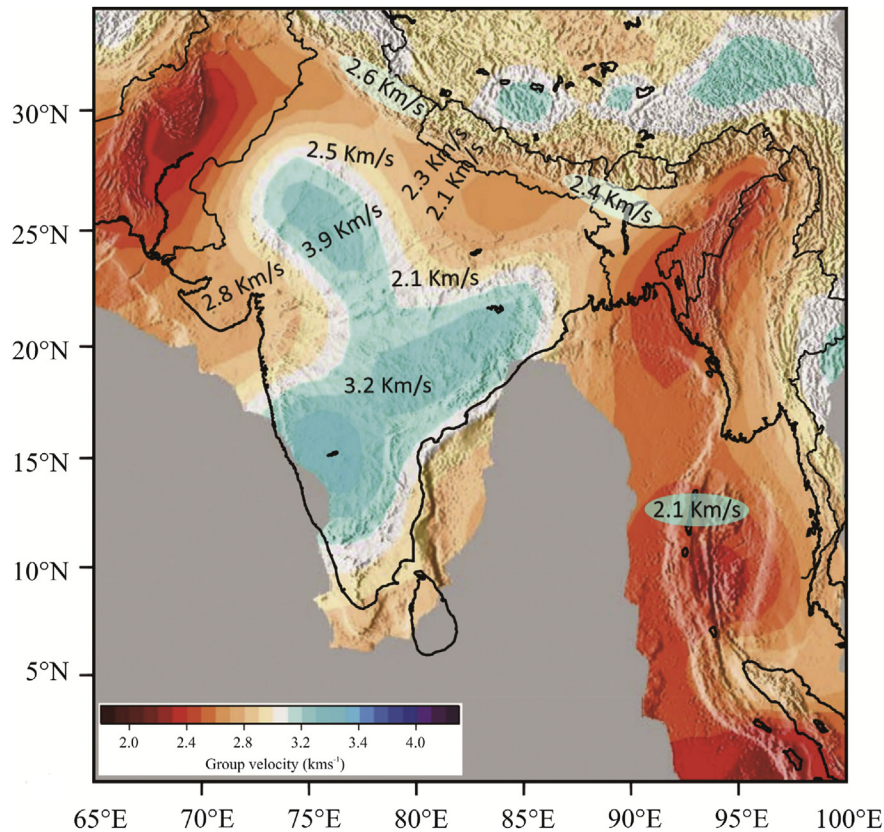 2.6 Km/s
30°N
2.5 Km/s
2.3 Km/s
2.1 Km/s
2.4 Km/s
25°N
3.9 Km/s
2.8 Km/s
2.1 Km/s
20°N
3.2 Km/s
15°N
2.1 Km/s
10°N
5°N
2.0 2.4 2.8 3.2 3.4 4.0
Group velocity (kms-1)
65°E 70°E 75°E 80°E 85°E 90°E 95°E 100°E